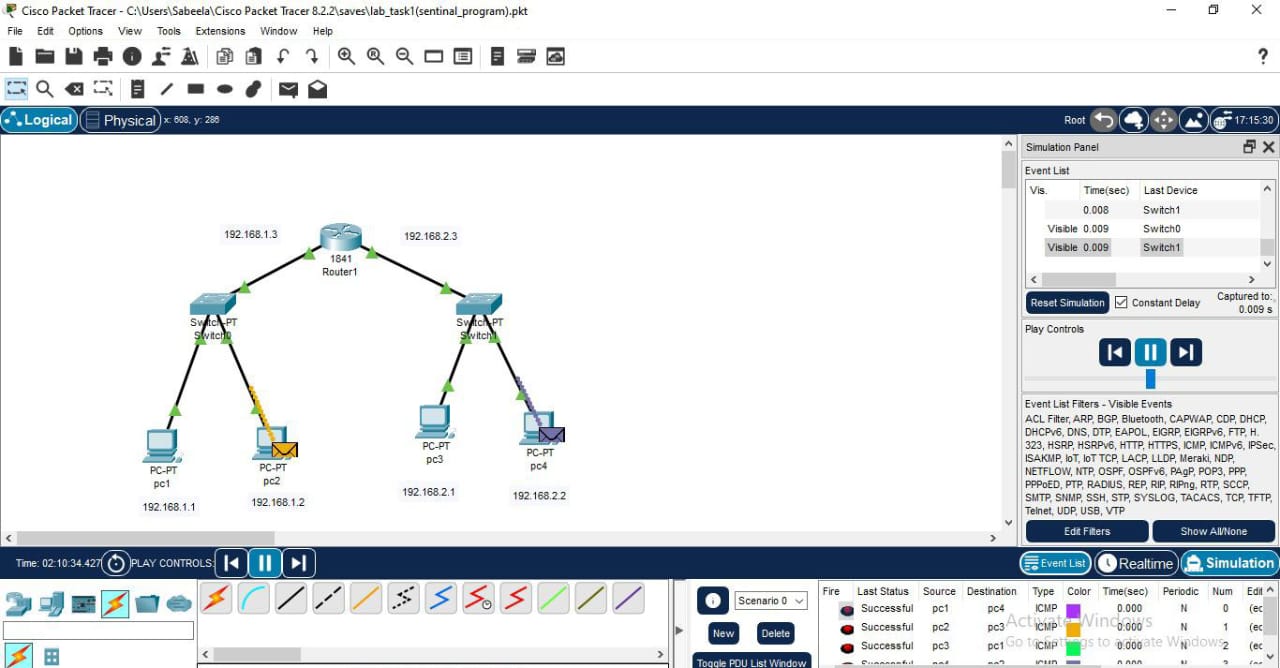 Cisco Packet Tracer - C:\Users\Sabeela\Cisco Packet Tracer 8.2.2\saves\lab_task1(sentinal_program).pkt
File Edit Options View Tools Extensions Window Help
Logical Physical x: 608, y: 286 Root 17:15:30
Simulation Panel
Event List
Vis. Time(sec) Last Device
0.008 Switch1
Visible 0.009 Switch0
Visible 0.009 Switch1
Reset Simulation Constant Delay Captured to:
0.009 s
Play Controls
Event List Filters - Visible Events
ACL Filter, ARP, BGP, Bluetooth, CAPWAP, CDP, DHCP,
DHCPv6, DNS, DTP, EAPOL, EIGRP, EIGRPv6, FTP, H.
323, HSRP, HSRPv6, HTTP, HTTPS, ICMP, ICMPv6, IPSec,
ISAKMP, IoT, IoT TCP, LACP, LLDP, Meraki, NDP,
NETFLOW, NTP, OSPF, OSPFv6, PAgP, POP3, PPP,
PPPoED, PTP, RADIUS, REP, RIP, RIPng, RTP, SCCP,
SMTP, SNMP, SSH, STP, SYSLOG, TACACS, TCP, TFTP,
Telnet, UDP, USB, VTP
Edit Filters Show All/None
192.168.1.3
192.168.2.3
1841
Router1
Switch-PT
Switch0
Switch-PT
Switch1
PC-PT
pc1
192.168.1.1
PC-PT
pc2
192.168.1.2
PC-PT
pc3
192.168.2.1
PC-PT
pc4
192.168.2.2
Time: 02:10:34.427 PLAY CONTROLS: Event List Realtime Simulation
Scenario 0
New Delete
Toggle PDU List Window
Fire Last Status Source Destination Type Color Time(sec) Periodic Num Edit
Successful pc1 pc4 ICMP 0.000 N 0 (ec
Successful pc2 pc3 ICMP 0.000 N 1 (ec
Successful pc3 pc1 ICMP 0.000 N 2 (ec
Activate Windows
Go to Settings to activate Windows.